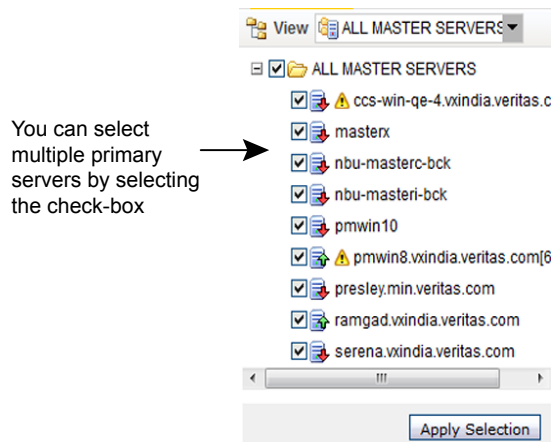 View ALL MASTER SERVERS
ALL MASTER SERVERS
ccs-win-qe-4.vxindia.veritas.c
masterx
nbu-masterc-bck
nbu-masteri-bck
pmwin10
pmwin8.vxindia.veritas.com[6
presley.min.veritas.com
ramgad.vxindia.veritas.com
serena.vxindia.veritas.com
Apply Selection
You can select
multiple primary
servers by selecting
the check-box